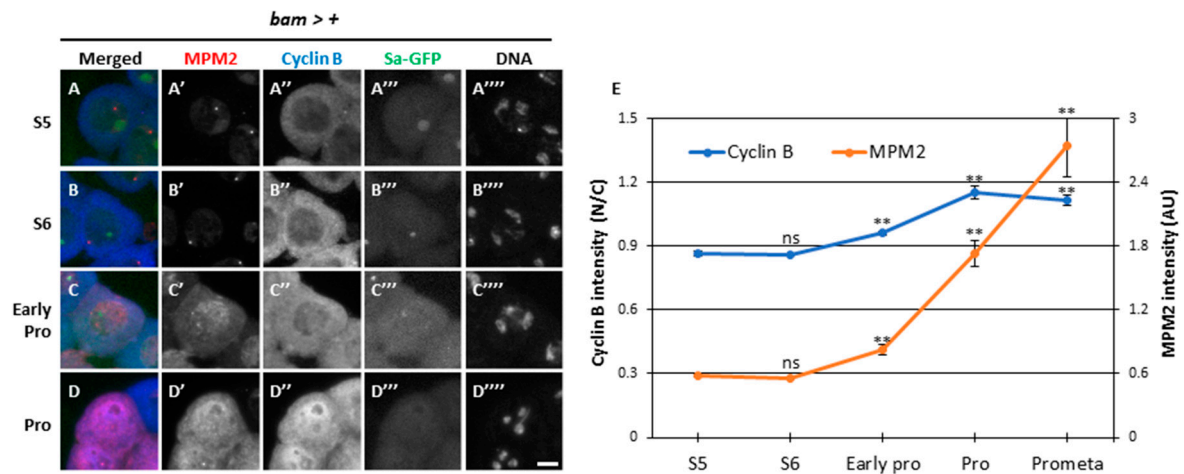 bam > +
Merged MPM2 Cyclin B Sa-GFP DNA
S5 A A' A'' A''' A''''
S6 B B' B'' B''' B''''
Early Pro C C' C'' C''' C''''
Pro D D' D'' D''' D''''
E
Cyclin B intensity (N/C)
1.5
1.2
0.9
0.6
0.3
0
Cyclin B MPM2
ns ** ** **
ns ** ** **
3
2.4
1.8
1.2
0.6
0
MPM2 intensity (AU)
S5 S6 Early pro Pro Prometa